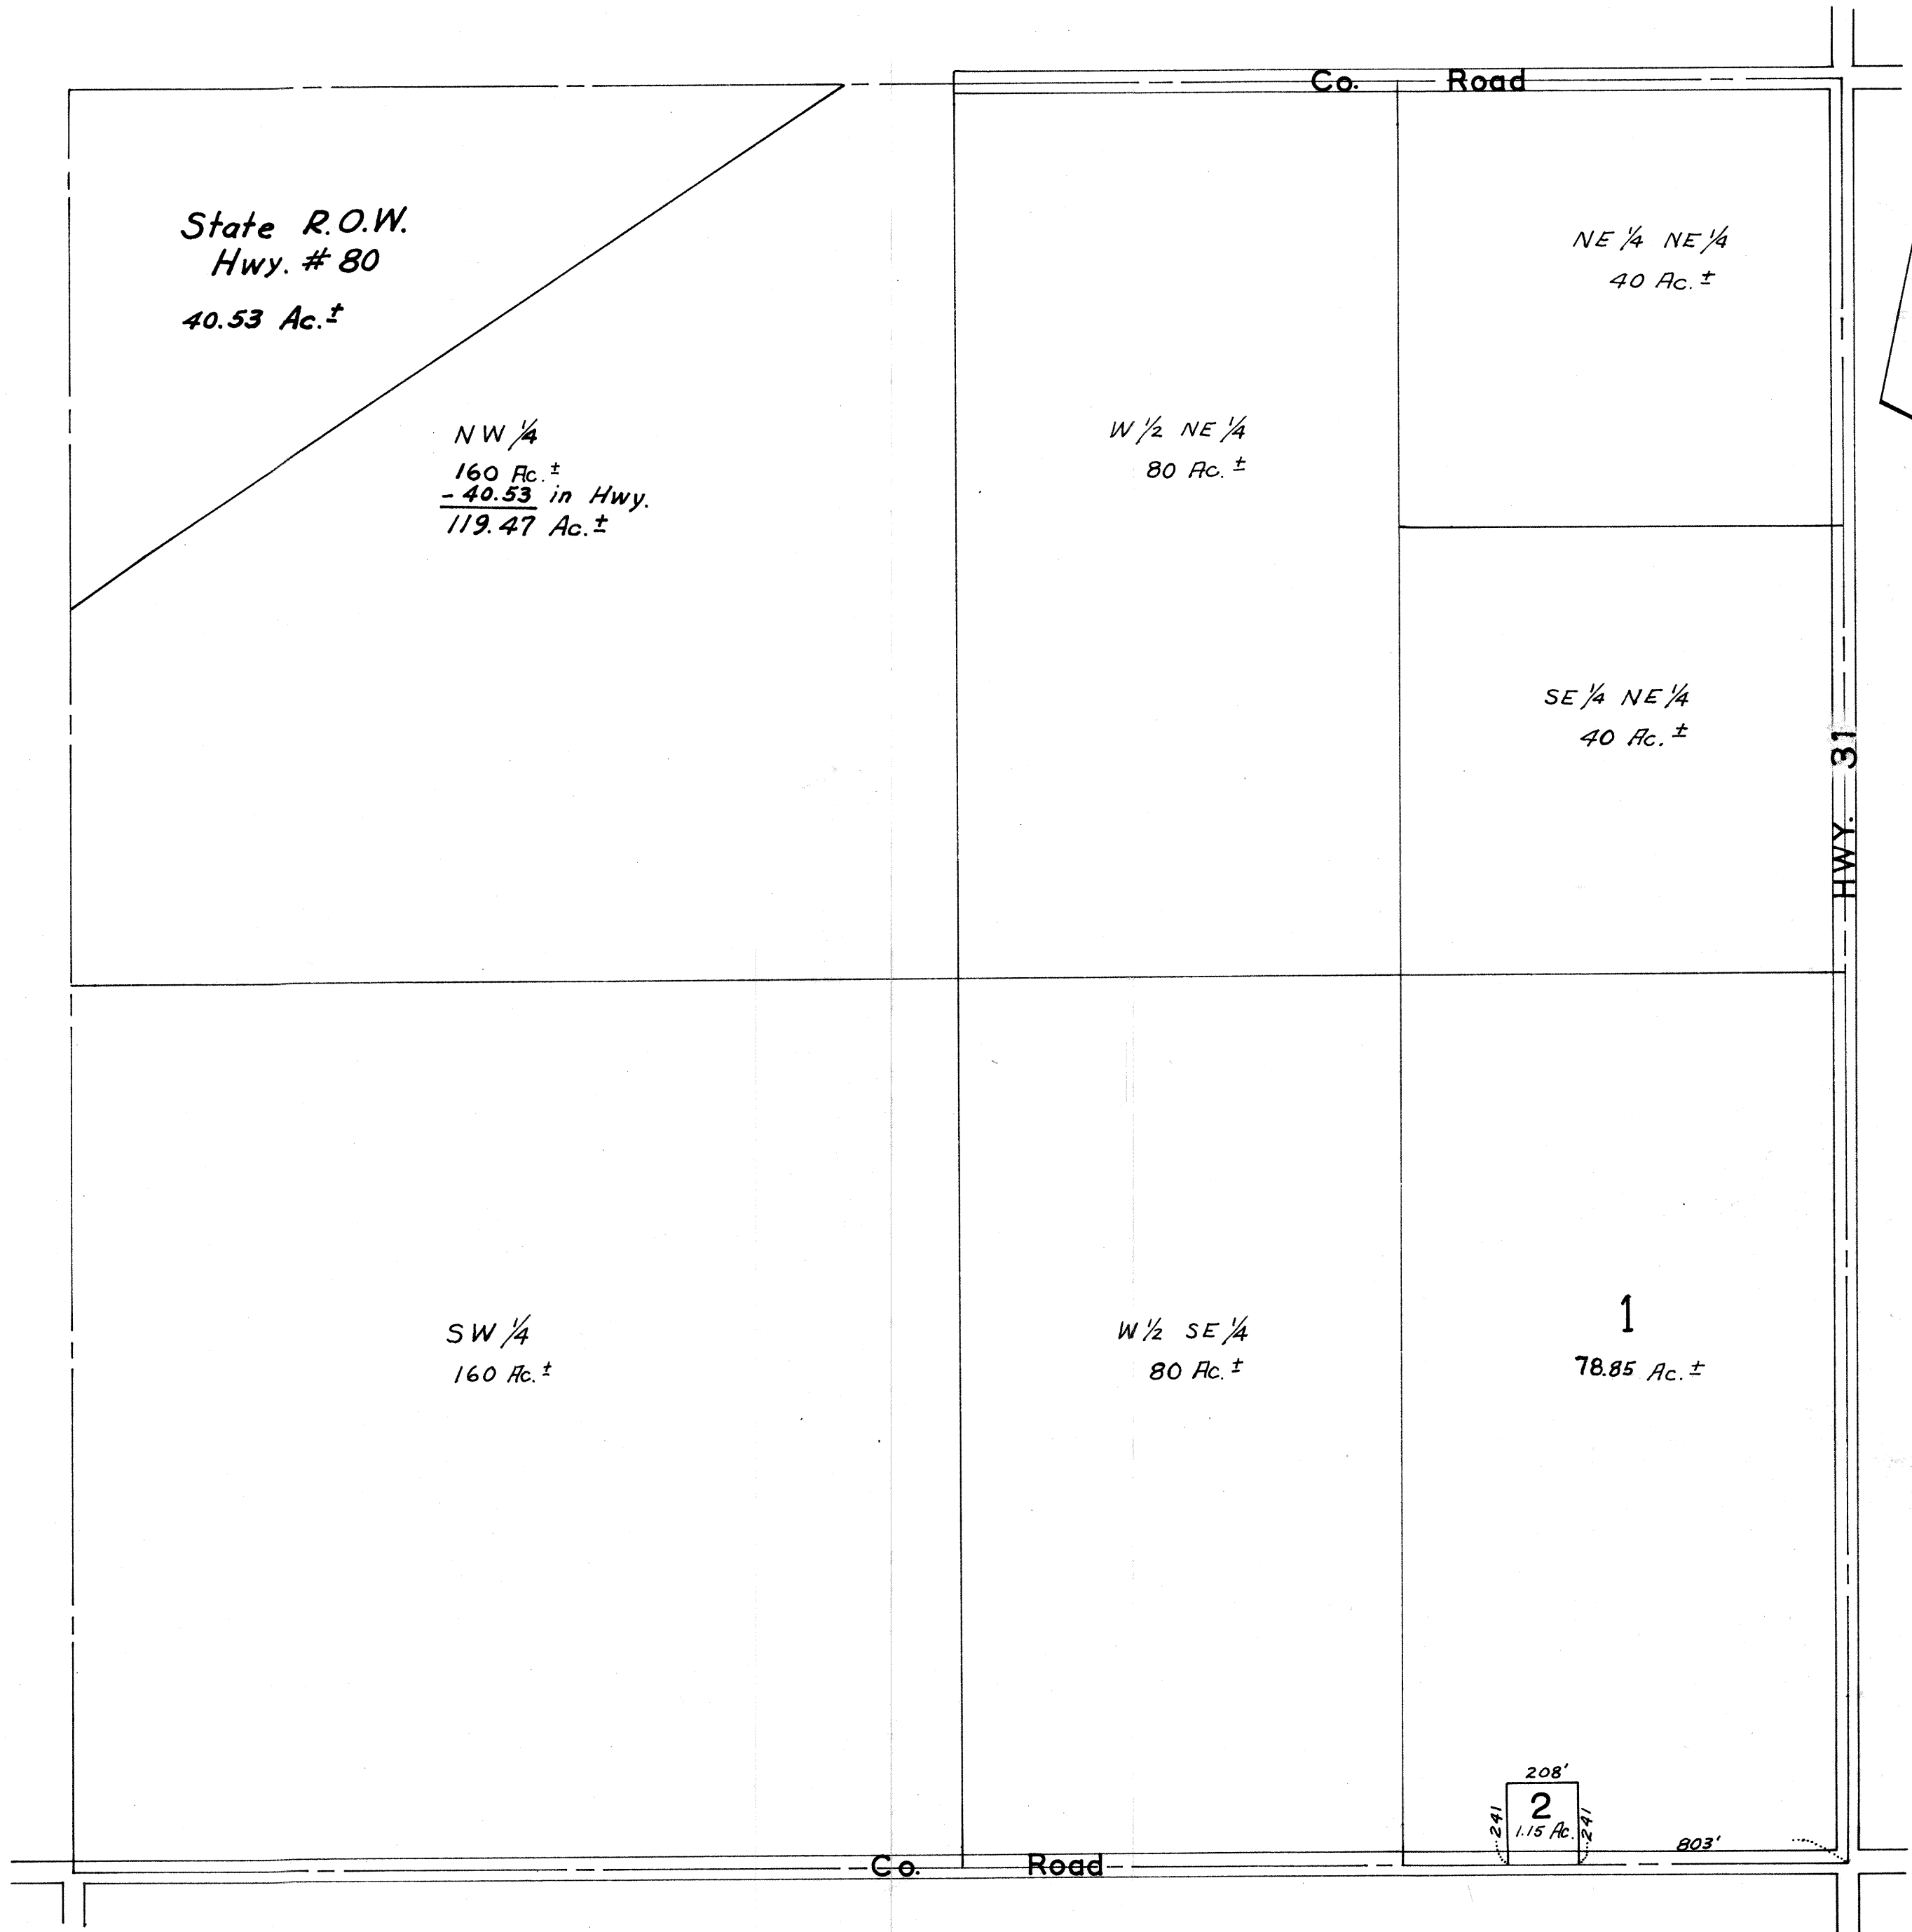 Co. Road
State R.O.W.
Hwy. # 80
40.53 Ac.±
NW 1/4
160 Ac.±
- 40.53 in Hwy.
119.47 Ac.±
W 1/2 NE 1/4
80 Ac.±
NE 1/4 NE 1/4
40 Ac.±
SE 1/4 NE 1/4
40 Ac.±
HWY. 31
SW 1/4
160 Ac.±
W 1/2 SE 1/4
80 Ac.±
1
78.85 Ac.±
208'
241
2
1.15 Ac.
241
803'
Co. Road